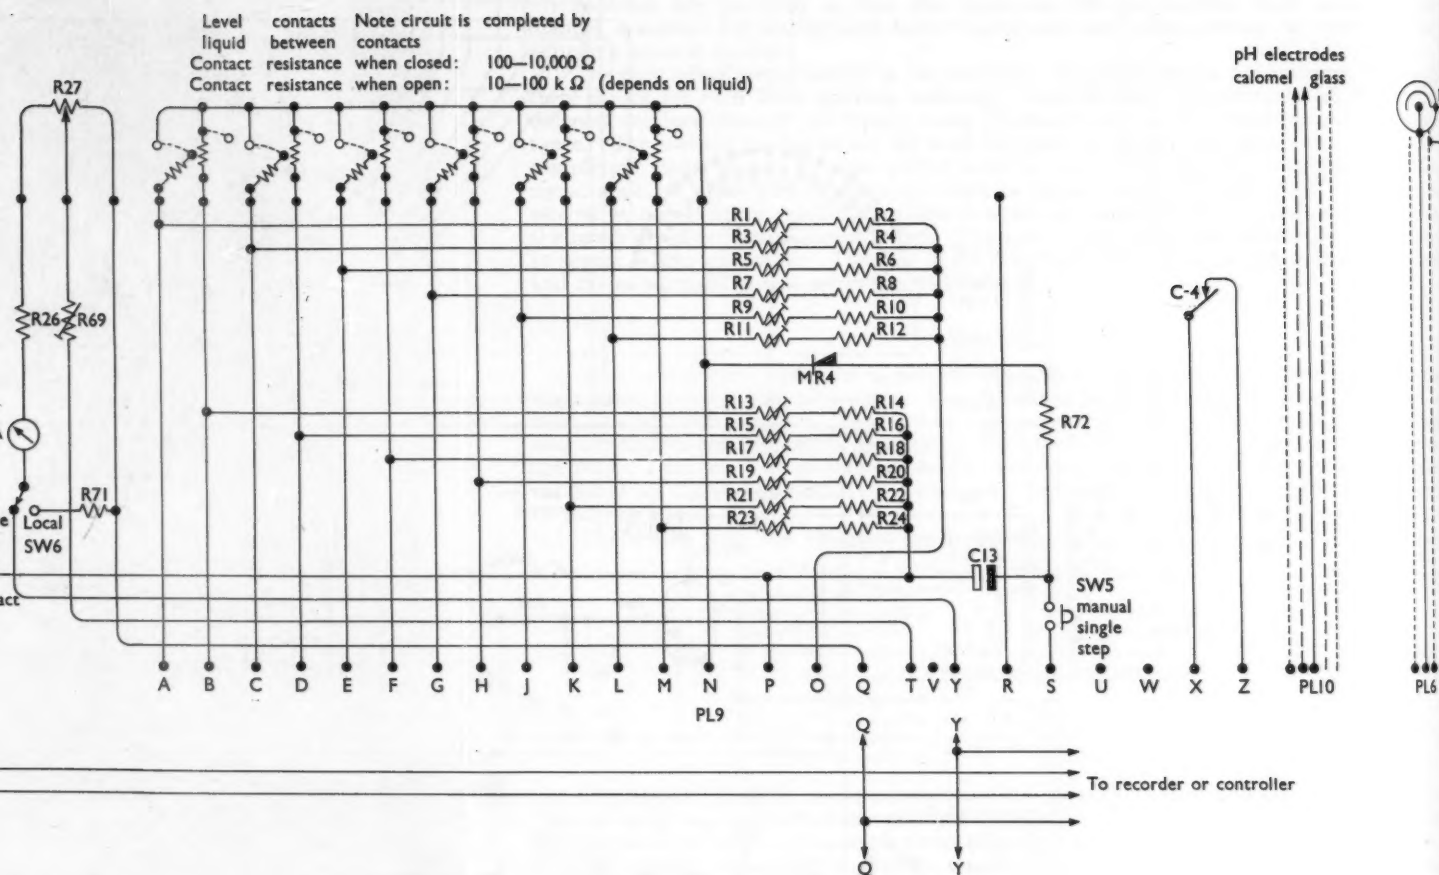 Level contacts Note circuit is completed by
liquid between contacts
Contact resistance when closed: 100—10,000 Ω
Contact resistance when open: 10—100 k Ω (depends on liquid)
pH electrodes
calomel glass
R27
R1 R2
R3 R4
R5 R6
R7 R8
R9 R10
R11 R12
C-4
R26 R69
MR4
R13 R14
R15 R16
R17 R18
R19 R20
R21 R22
R23 R24
R72
R71
Local
SW6
C13
SW5
manual
single
step
A B C D E F G H J K L M N P O Q T V Y R S U W X Z PL10 PL6
PL9
Q Y
To recorder or controller
Q Y